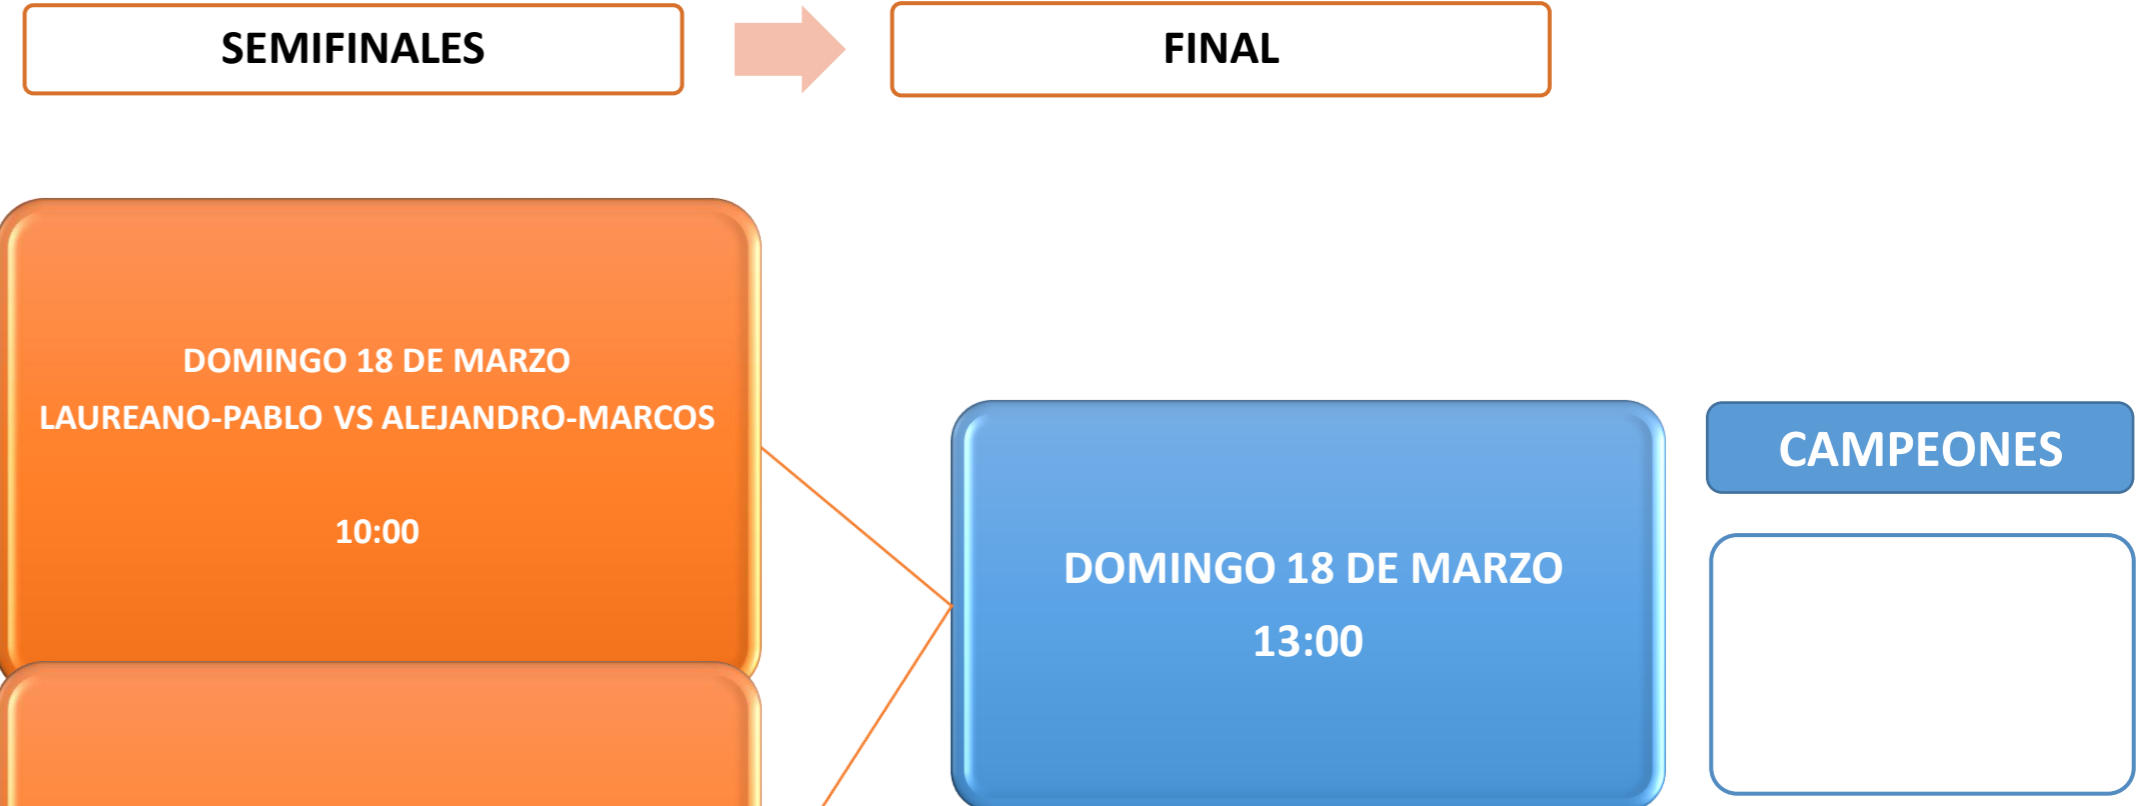 SEMIFINALES
FINAL
DOMINGO 18 DE MARZO
LAUREANO-PABLO VS ALEJANDRO-MARCOS
10:00
DOMINGO 18 DE MARZO
13:00
CAMPEONES